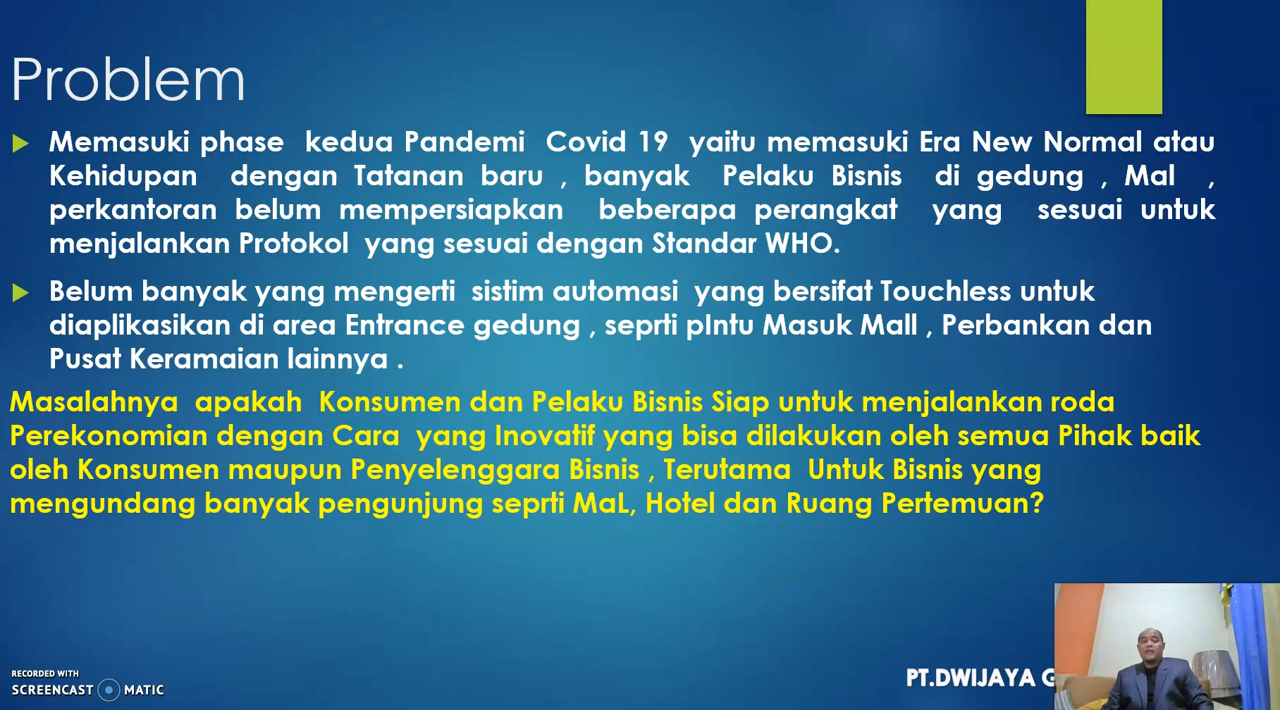 Problem
Memasuki phase kedua Pandemi Covid 19 yaitu memasuki Era New Normal atau
Kehidupan dengan Tatanan baru , banyak Pelaku Bisnis di gedung , Mal ,
perkantoran belum mempersiapkan beberapa perangkat yang sesuai untuk
menjalankan Protokol yang sesuai dengan Standar WHO.
Belum banyak yang mengerti sistim automasi yang bersifat Touchless untuk
diaplikasikan di area Entrance gedung , seprti pIntu Masuk Mall , Perbankan dan
Pusat Keramaian lainnya .
Masalahnya apakah Konsumen dan Pelaku Bisnis Siap untuk menjalankan roda
Perekonomian dengan Cara yang Inovatif yang bisa dilakukan oleh semua Pihak baik
oleh Konsumen maupun Penyelenggara Bisnis , Terutama Untuk Bisnis yang
mengundang banyak pengunjung seprti MaL, Hotel dan Ruang Pertemuan?
RECORDED WITH
SCREENCAST MATIC
PT.DWIJAYA